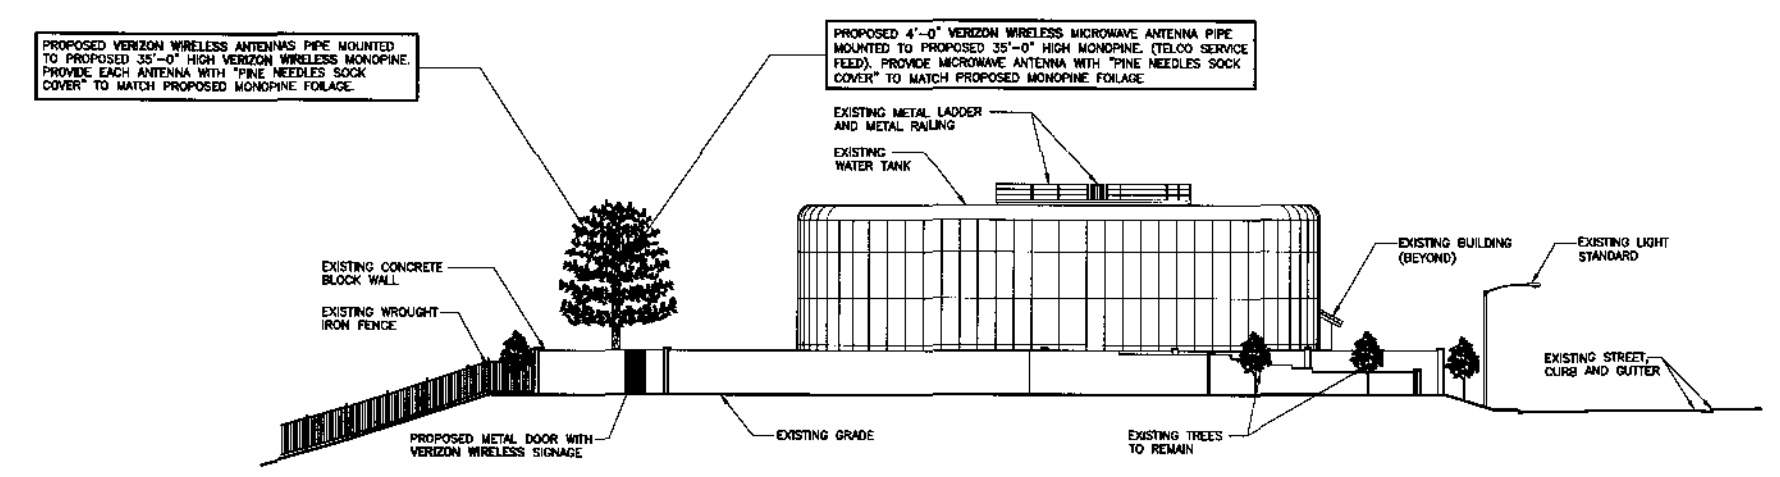 PROPOSED VERIZON WIRELESS ANTENNAS PIPE MOUNTED
TO PROPOSED 35'-0" HIGH VERIZON WIRELESS MONOPINE.
PROVIDE EACH ANTENNA WITH "PINE NEEDLES SOCK
COVER" TO MATCH PROPOSED MONOPINE FOILAGE.
PROPOSED 4'-0" VERIZON WIRELESS MICROWAVE ANTENNA PIPE
MOUNTED TO PROPOSED 35'-0" HIGH MONOPINE. (TELCO SERVICE
FEED). PROVIDE MICROWAVE ANTENNA WITH "PINE NEEDLES SOCK
COVER" TO MATCH PROPOSED MONOPINE FOILAGE
EXISTING METAL LADDER
AND METAL RAILING
EXISTING
WATER TANK
EXISTING BUILDING
(BEYOND)
EXISTING LIGHT
STANDARD
EXISTING CONCRETE
BLOCK WALL
EXISTING WROUGHT
IRON FENCE
EXISTING STREET,
CURB AND GUTTER
PROPOSED METAL DOOR WITH
VERIZON WIRELESS SIGNAGE
EXISTING GRADE
EXISTING TREES
TO REMAIN